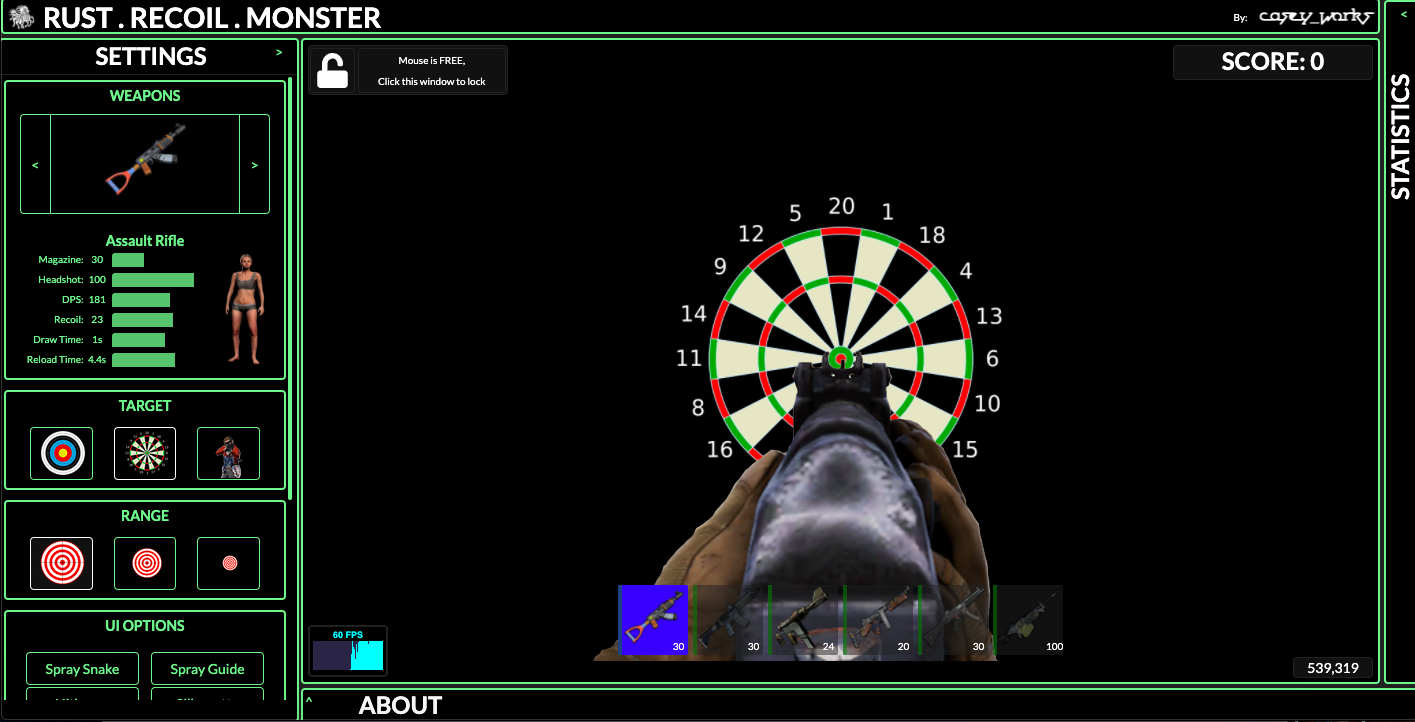 RUST . RECOIL . MONSTER
By: casey_works
<
SETTINGS >
WEAPONS
< >
Assault Rifle
Magazine: 30
Headshot: 100
DPS: 181
Recoil: 23
Draw Time: 1s
Reload Time: 4.4s
TARGET
RANGE
UI OPTIONS
Spray Snake
Spray Guide
Mouse is FREE,
Click this window to lock
SCORE: 0
STATISTICS
5 20 1
12 18
9 4
14 13
11 6
8 10
16 15
30 30 24 20 30 100
60 FPS
539,319
^ ABOUT